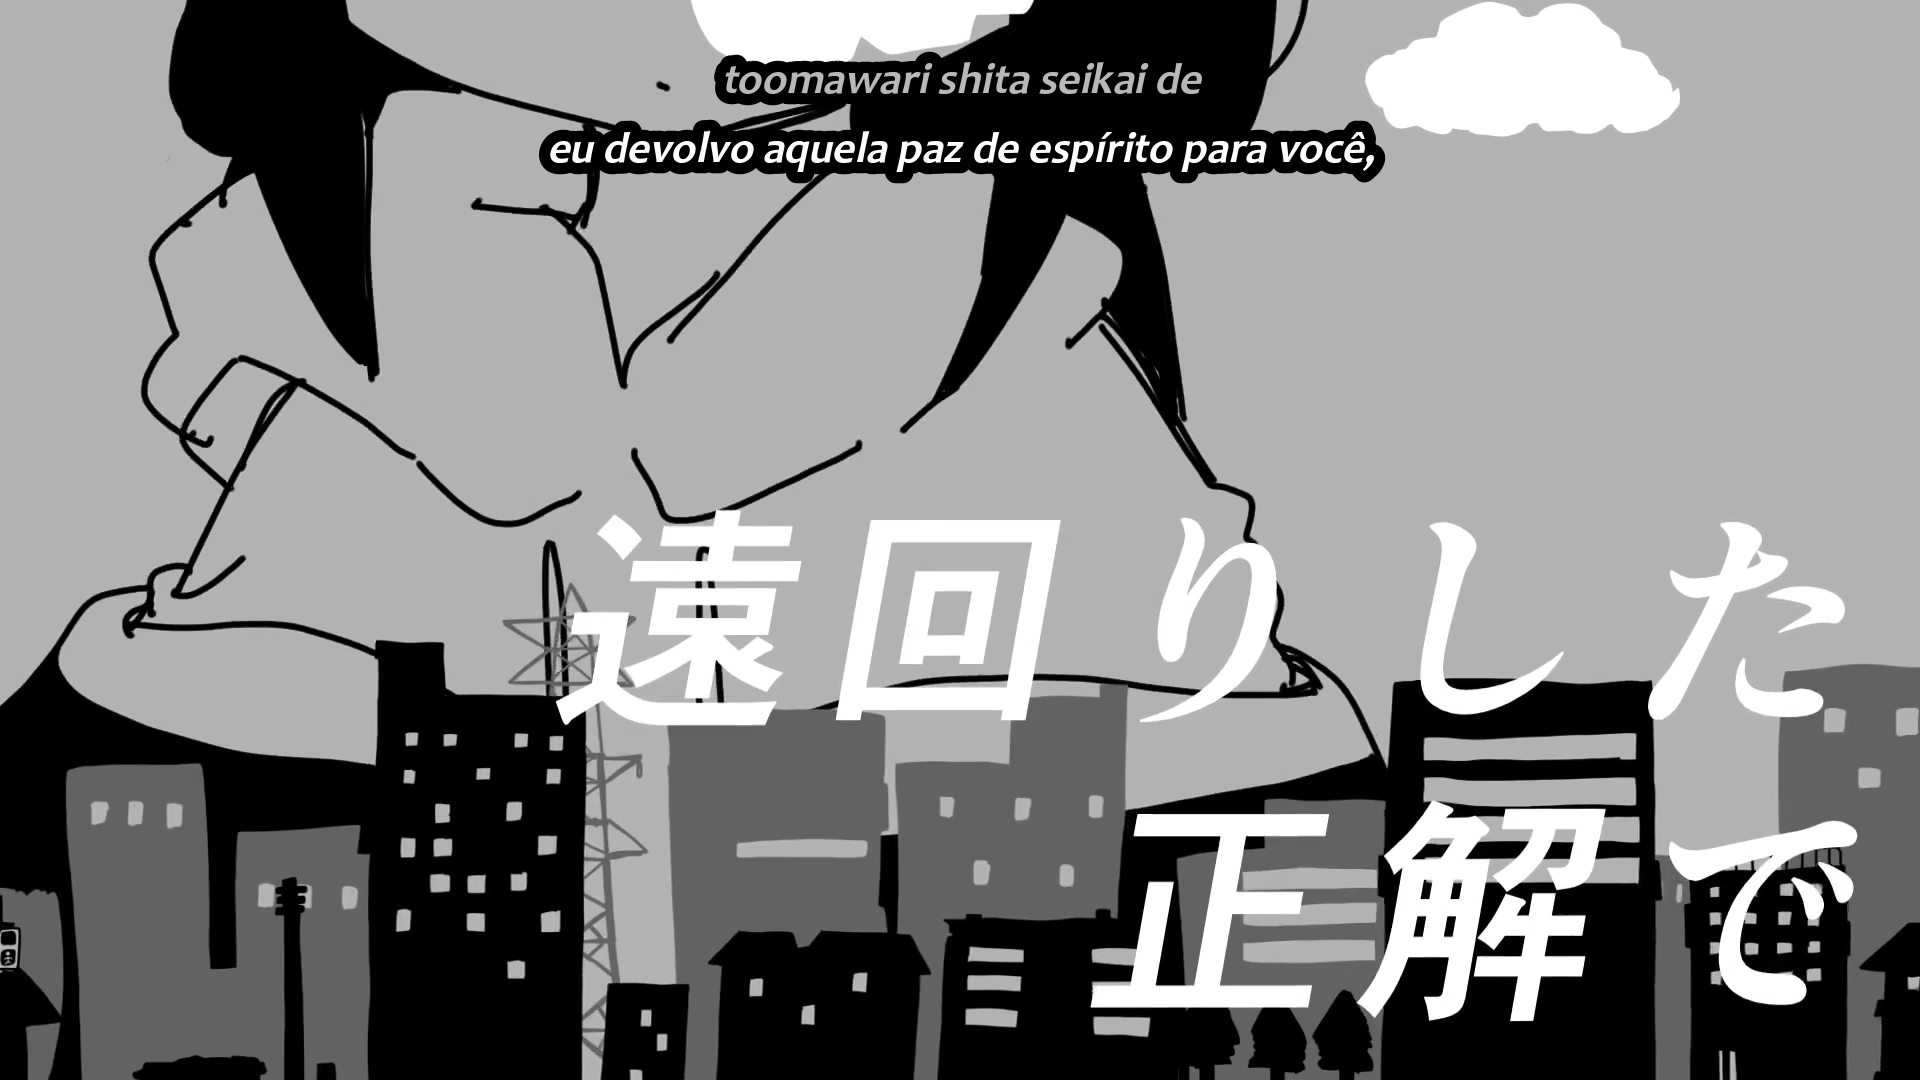 toomawari shita seikai de
eu devolvo aquela paz de espírito para você,
遠回りした
正解で